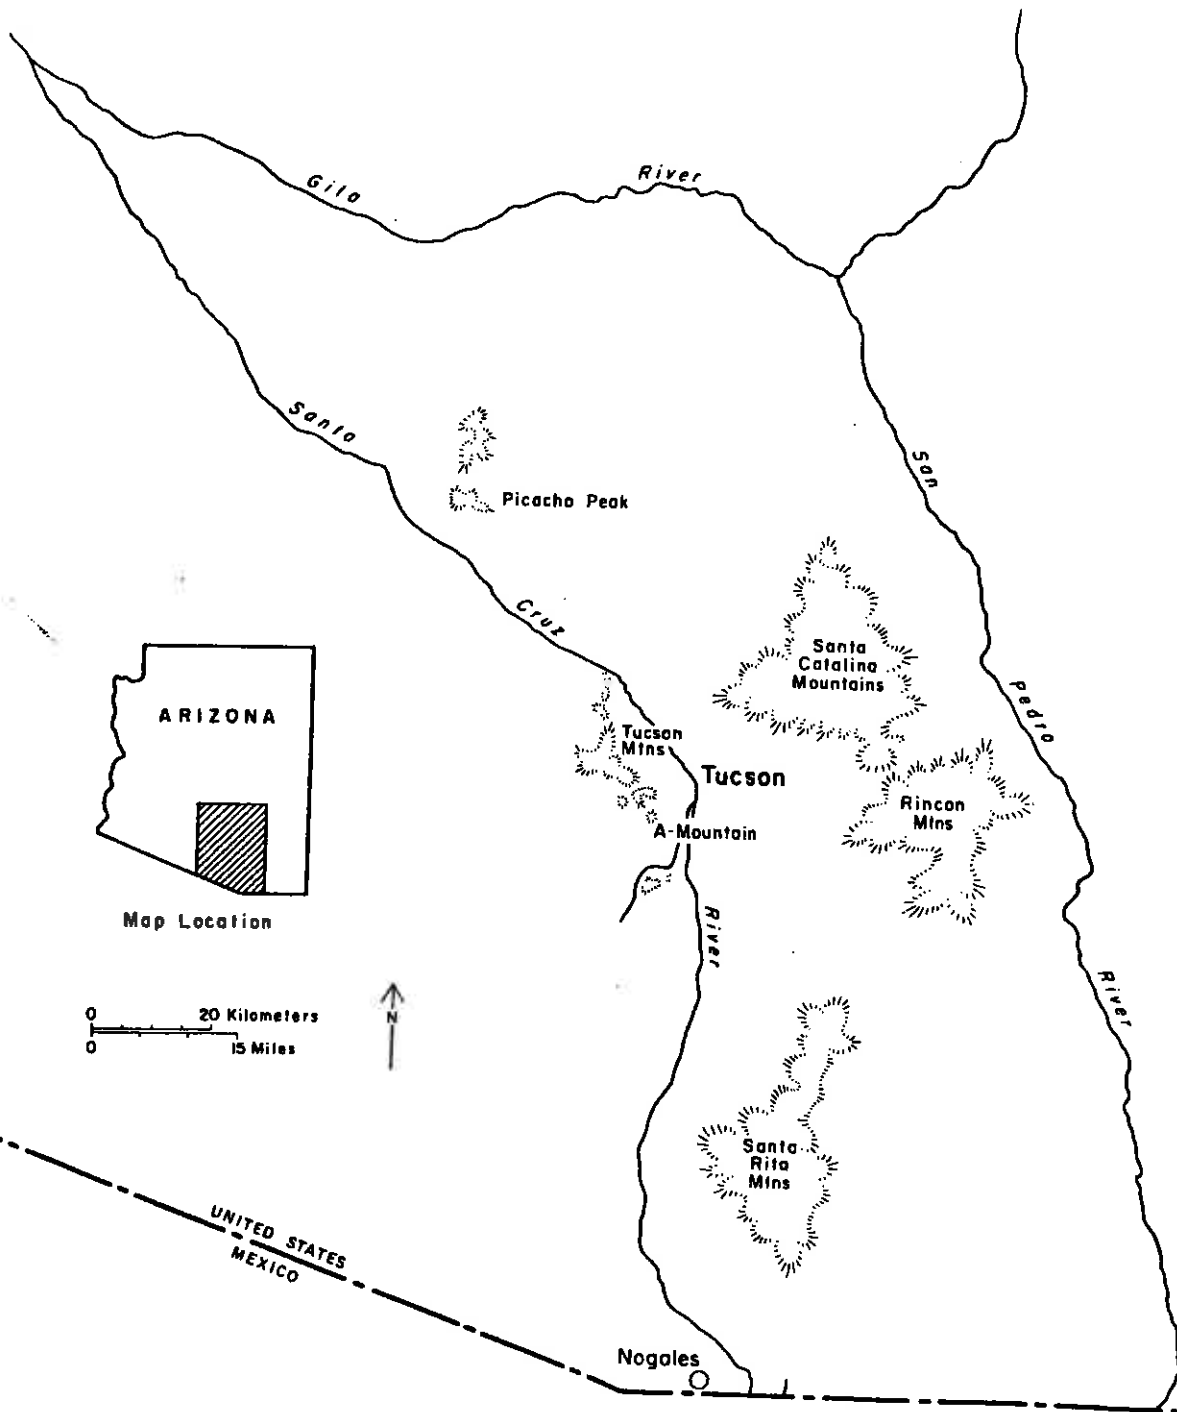 Gila
River
Santa
San
Picacho Peak
Cruz
Santa
Catalina
Mountains
Pedro
ARIZONA
Tucson
Mtns
Tucson
Rincon
Mtns
A-Mountain
Map Location
River
River
0 20 Kilometers
0 15 Miles
N
Santa
Rita
Mtns
UNITED STATES
MEXICO
Nogales